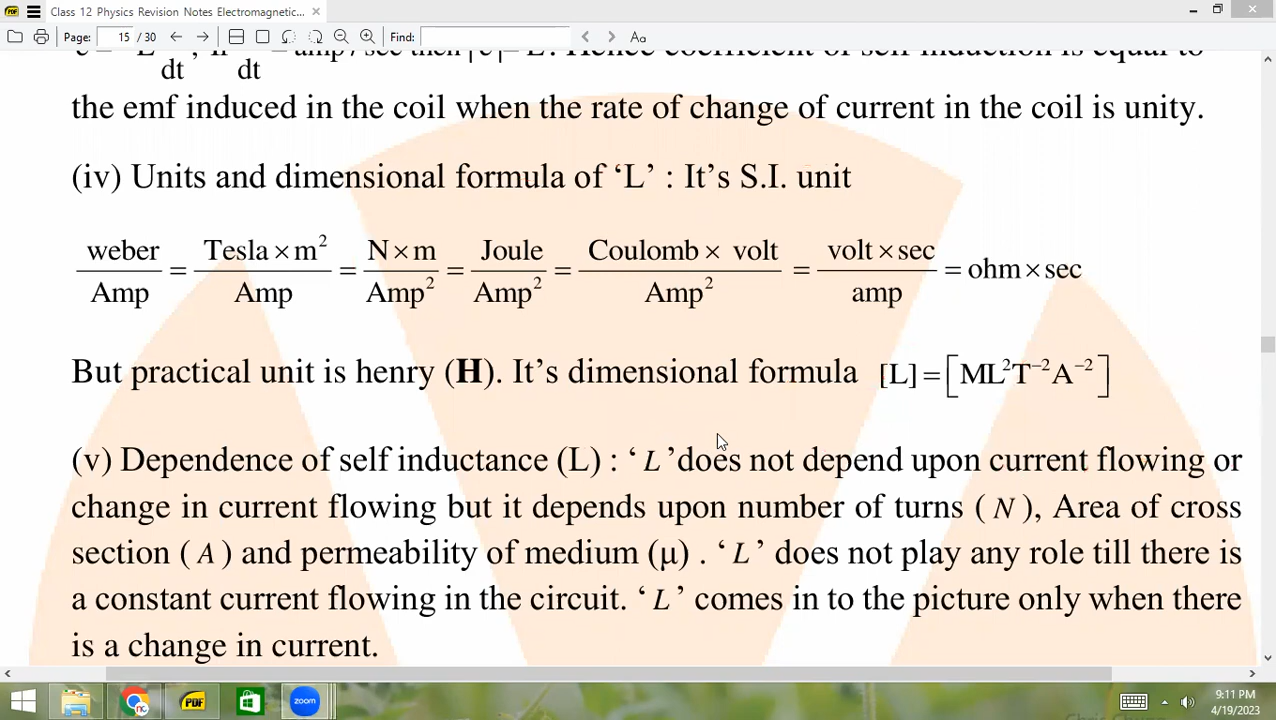 Class 12 Physics Revision Notes Electromagnetic... ×
Page: 15 / 30 Find: Aa
dt dt
the emf induced in the coil when the rate of change of current in the coil is unity.
(iv) Units and dimensional formula of ‘L’ : It’s S.I. unit
weber/Amp = Tesla × m²/Amp = N × m/Amp² = Joule/Amp² = Coulomb × volt/Amp² = volt × sec/amp = ohm × sec
But practical unit is henry (H). It’s dimensional formula [L] = [ML²T⁻²A⁻²]
(v) Dependence of self inductance (L) : ‘ L ’does not depend upon current flowing or
change in current flowing but it depends upon number of turns ( N ), Area of cross
section ( A ) and permeability of medium (μ) . ‘ L ’ does not play any role till there is
a constant current flowing in the circuit. ‘ L ’ comes in to the picture only when there
is a change in current.
PDF zoom
9:11 PM
4/19/2023